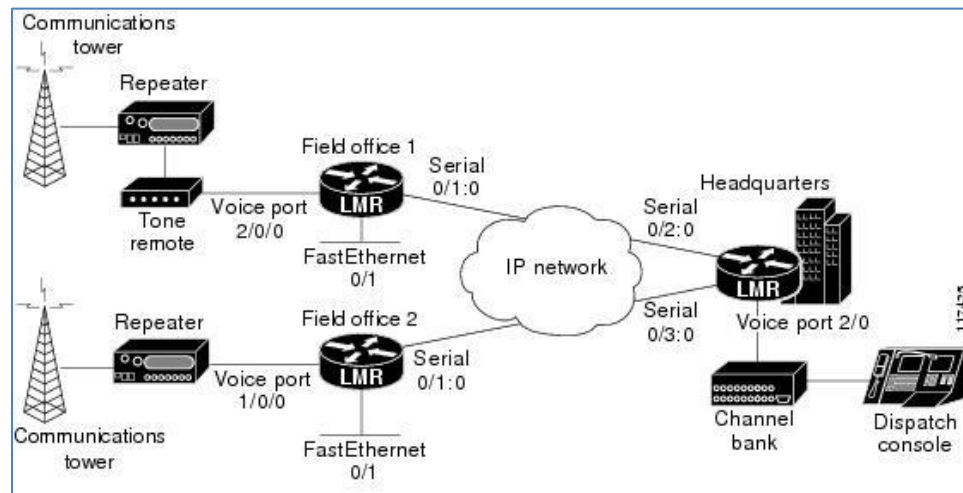 Communications
tower
Repeater
Field office 1
Serial
0/1:0
Headquarters
LMR
Tone
remote
Voice port
2/0/0
FastEthernet
0/1
Serial
0/2:0
IP network
LMR
Repeater
Field office 2
Serial
0/3:0
Voice port 2/0
LMR
Serial
0/1:0
Voice port
1/0/0
Communications
tower
FastEthernet
0/1
Channel
bank
Dispatch
console